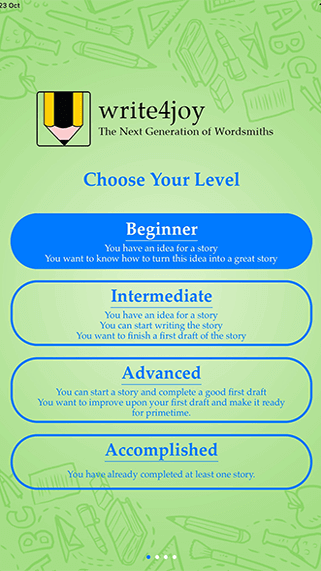 23 Oct
write4joy
The Next Generation of Wordsmiths
Choose Your Level
Beginner
You have an idea for a story
You want to know how to turn this idea into a great story
Intermediate
You have an idea for a story
You can start writing the story
You want to finish a first draft of the story
Advanced
You can start a story and complete a good first draft
You want to improve upon your first draft and make it ready
for primetime.
Accomplished
You have already completed at least one story.